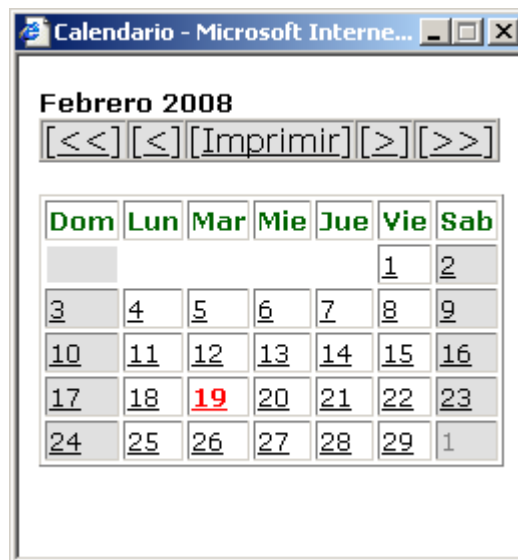 Calendario - Microsoft Interne...
Febrero 2008
[<<][<][Imprimir][>][>>]
Dom Lun Mar Mie Jue Vie Sab
1 2
3 4 5 6 7 8 9
10 11 12 13 14 15 16
17 18 19 20 21 22 23
24 25 26 27 28 29 1